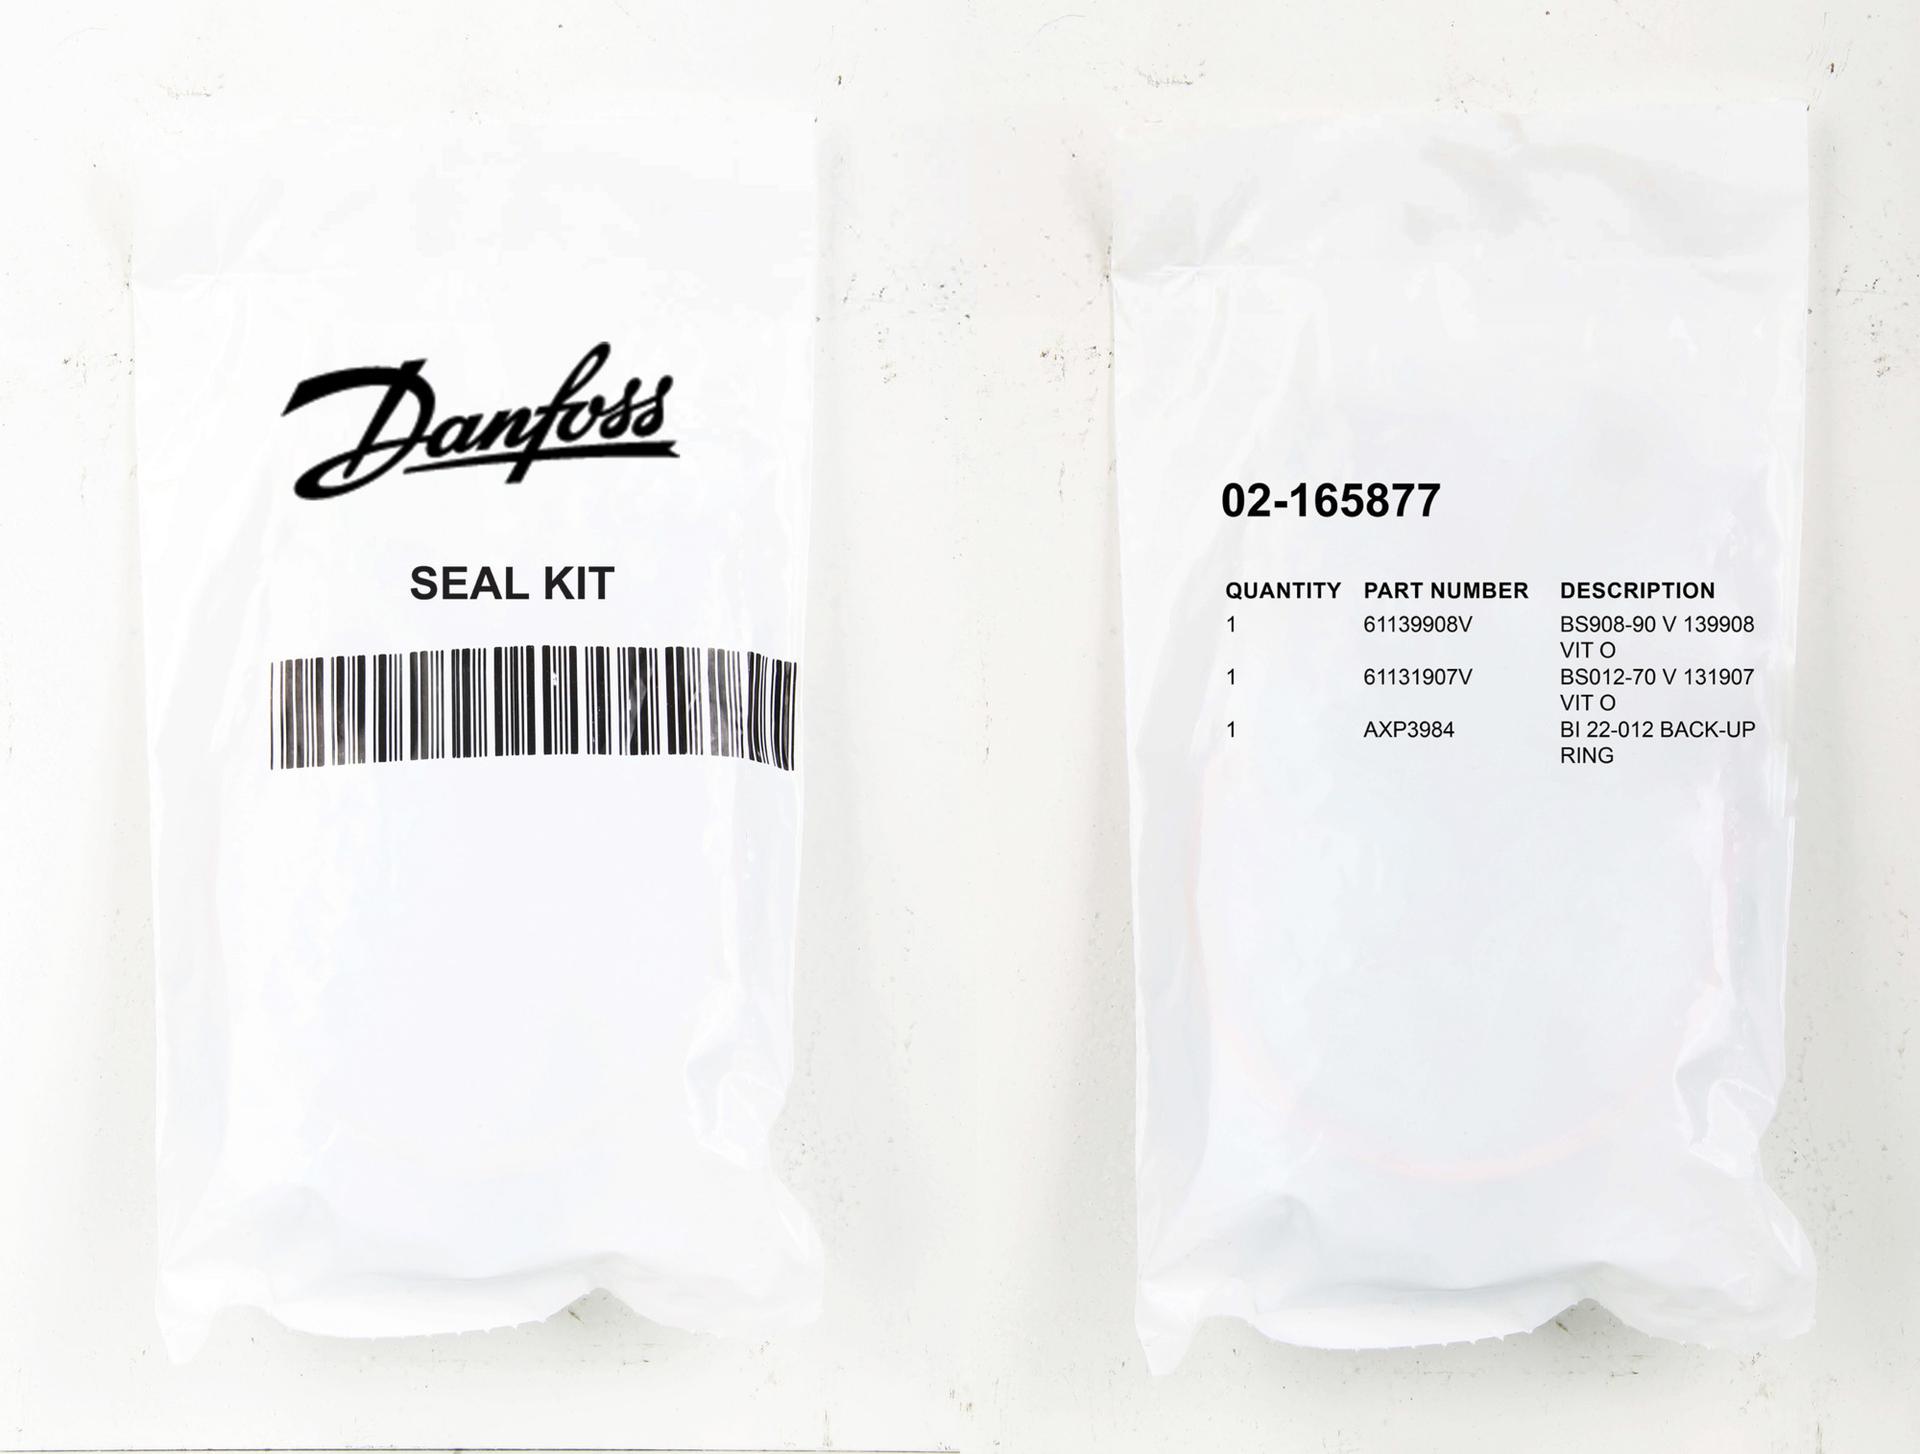 Danfoss
SEAL KIT
02-165877
QUANTITY PART NUMBER DESCRIPTION
1 61139908V BS908-90 V 139908
VIT O
1 61131907V BS012-70 V 131907
VIT O
1 AXP3984 BI 22-012 BACK-UP
RING